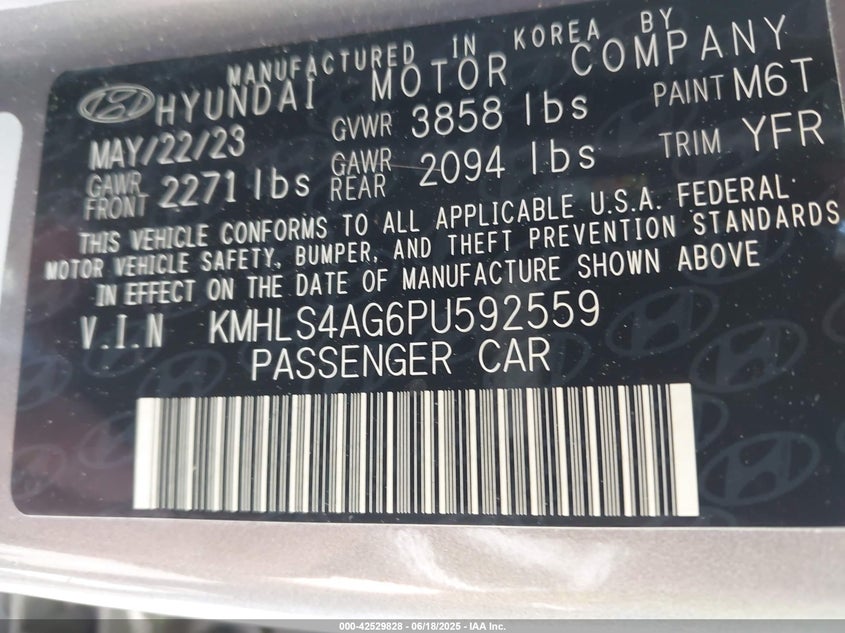 MANUFACTURED IN KOREA BY
HYUNDAI MOTOR COMPANY
MAY/22/23 GVWR 3858 lbs PAINT M6T
GAWR FRONT 2271 lbs GAWR REAR 2094 lbs TRIM YFR
THIS VEHICLE CONFORMS TO ALL APPLICABLE U.S.A. FEDERAL
MOTOR VEHICLE SAFETY, BUMPER, AND THEFT PREVENTION STANDARDS
IN EFFECT ON THE DATE OF MANUFACTURE SHOWN ABOVE
V.I.N KMHLS4AG6PU592559
PASSENGER CAR
000-42529828 - 06/18/2025 - IAA Inc.